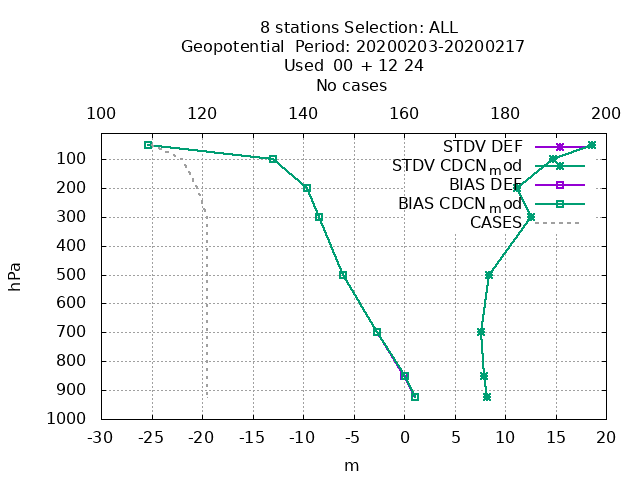 8 stations Selection: ALL
Geopotential  Period: 20200203-20200217
Used  00 + 12 24
No cases
100 120 140 160 180 200
STDV DEF
STDV CDCNmod
BIAS DEF
BIAS CDCNmod
CASES
hPa
100
200
300
400
500
600
700
800
900
1000
-30 -25 -20 -15 -10 -5 0 5 10 15 20
m